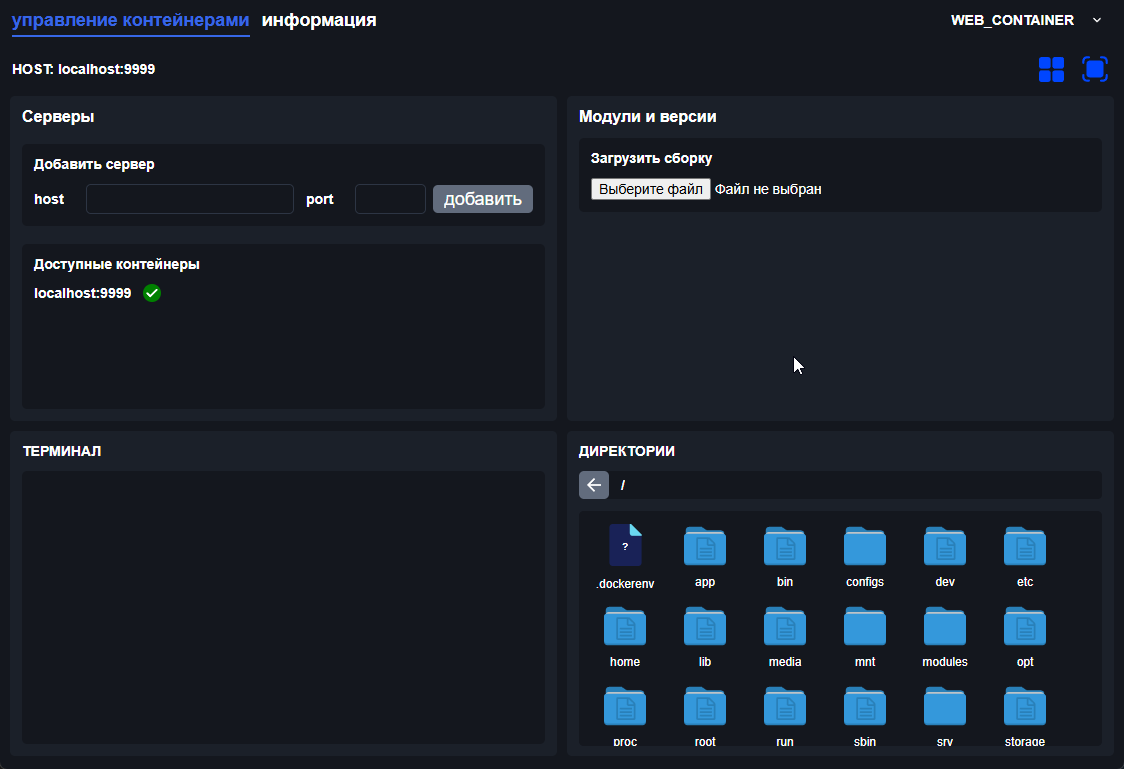 управление контейнерами информация WEB_CONTAINER
HOST: localhost:9999
Серверы
Добавить сервер
host port добавить
Доступные контейнеры
localhost:9999
Модули и версии
Загрузить сборку
Выберите файл Файл не выбран
ТЕРМИНАЛ
ДИРЕКТОРИИ
/
?
.dockerenv app bin configs dev etc
home lib media mnt modules opt
proc root run sbin srv storage